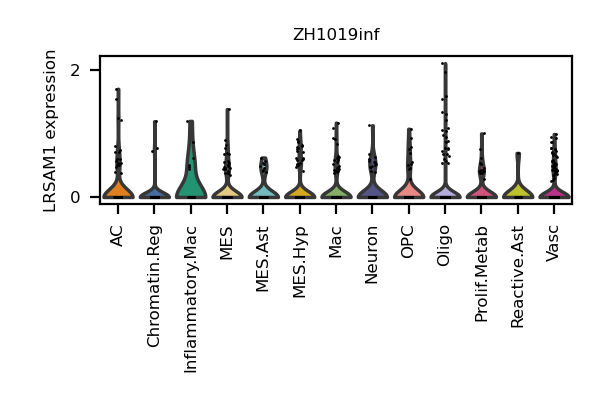 ZH1019inf
LRSAM1 expression
2
0
AC
Chromatin.Reg
Inflammatory.Mac
MES
MES.Ast
MES.Hyp
Mac
Neuron
OPC
Oligo
Prolif.Metab
Reactive.Ast
Vasc